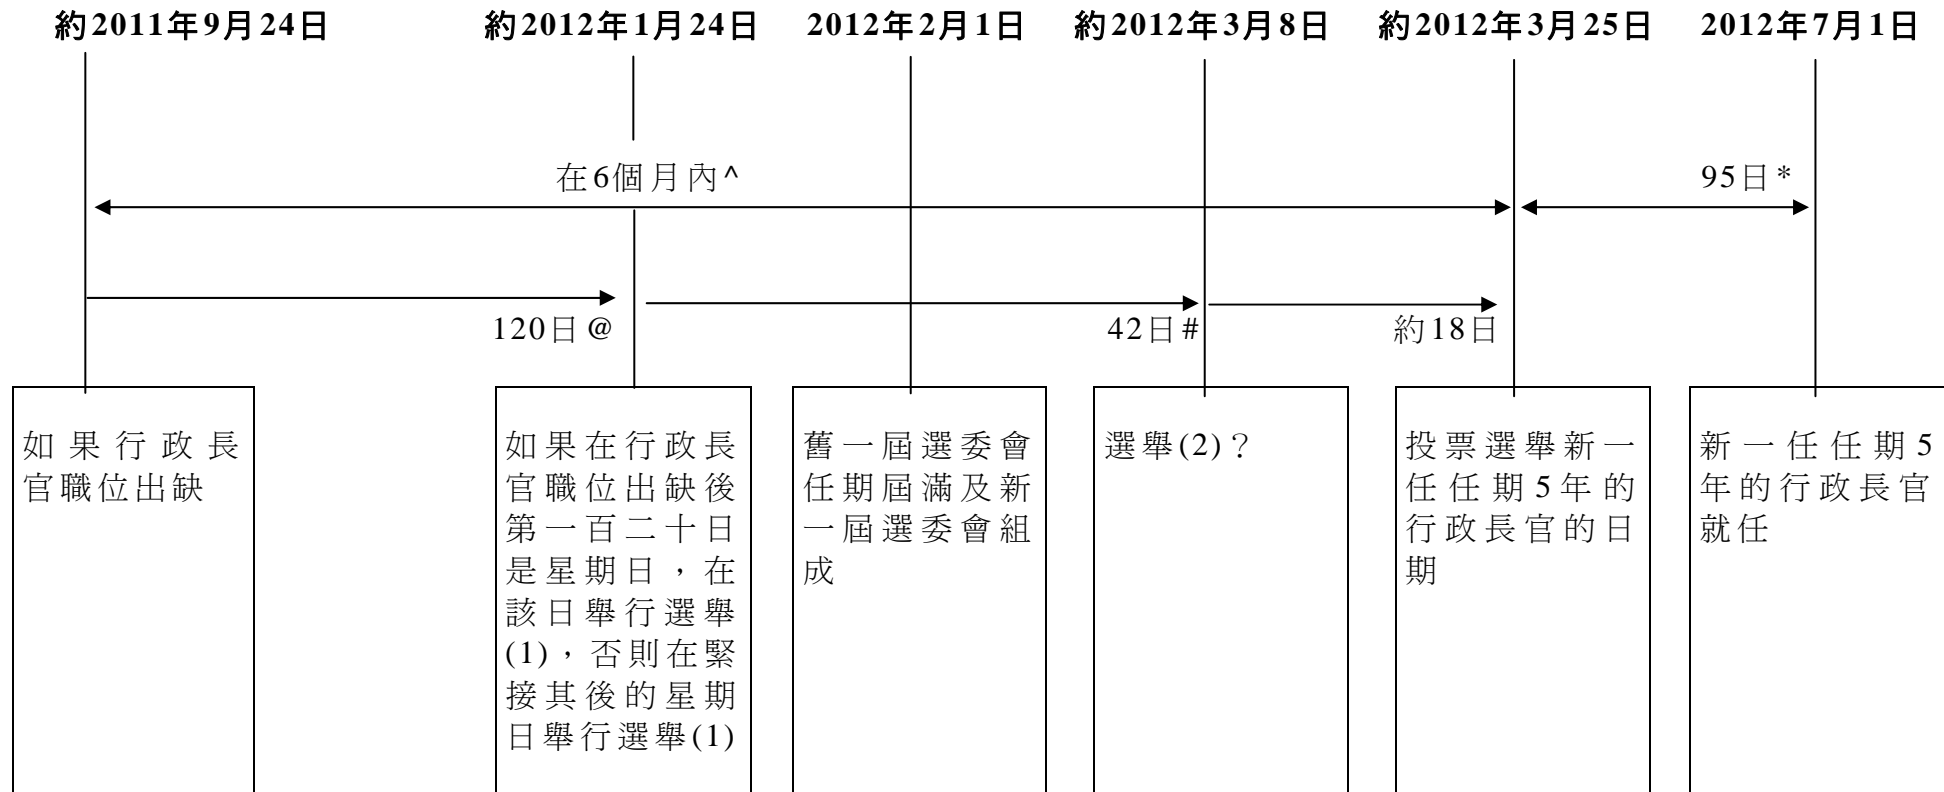 約2011年9月24日
約2012年1月24日
2012年2月1日
約2012年3月8日
約2012年3月25日
2012年7月1日
在6個月內^
95日*
120日@
42日#
約18日
如果行政長
官職位出缺
如果在行政長
官職位出缺後
第一百二十日
是星期日，在
該日舉行選舉
(1)，否則在緊
接其後的星期
日舉行選舉(1)
舊一屆選委會
任期屆滿及新
一屆選委會組
成
選舉(2)？
投票選舉新一
任任期5年的
行政長官的日
期
新一任任期5
年的行政長官
就任